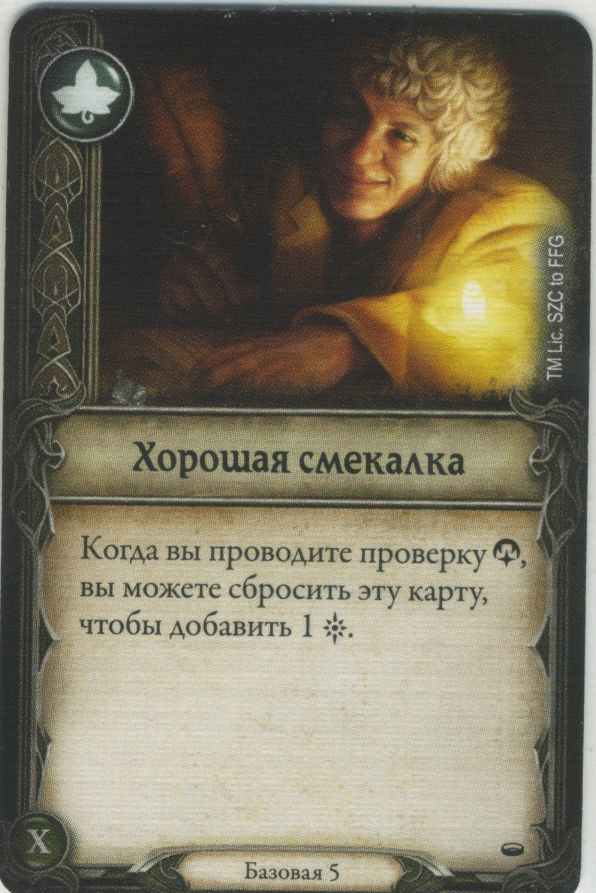 TM Lic. SZC to FFG
Хорошая смекалка
Когда вы проводите проверку ,
вы можете сбросить эту карту,
чтобы добавить 1 .
X
Базовая 5